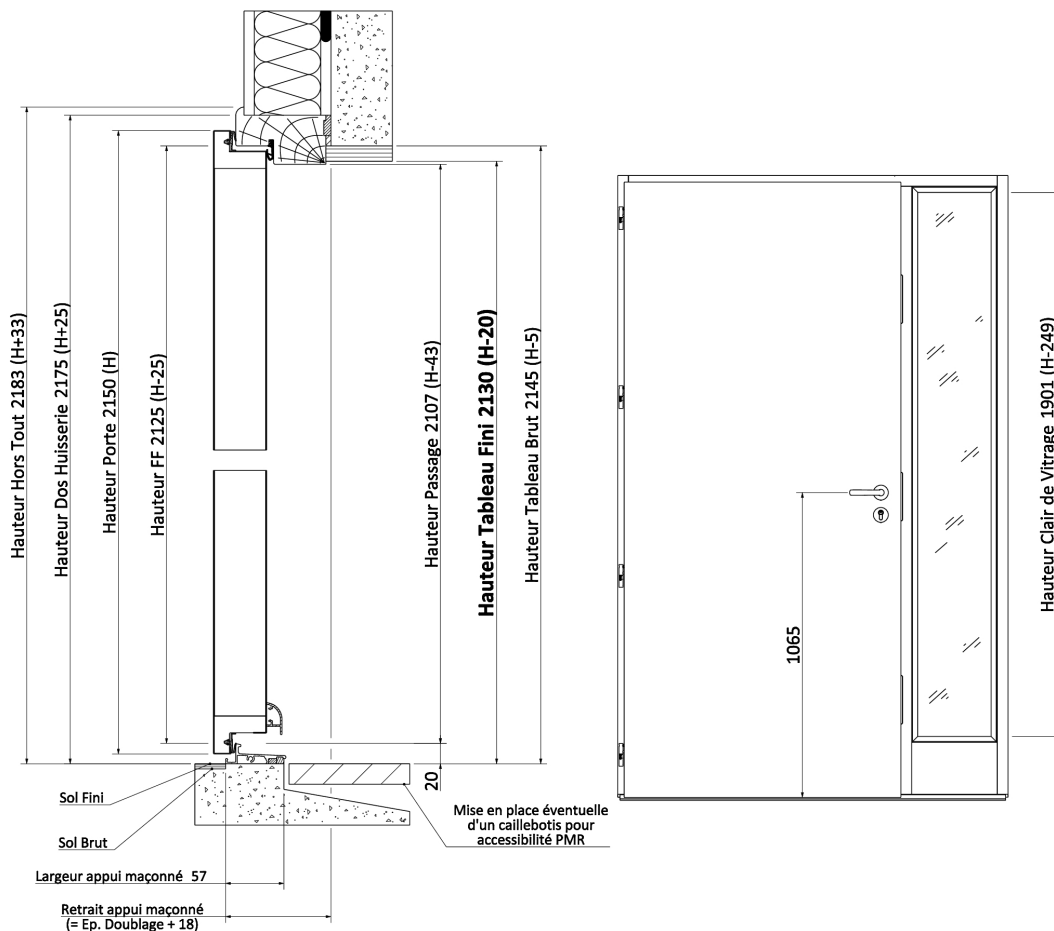 Hauteur Hors Tout 2183 (H+33)
Hauteur Dos Huisserie 2175 (H+25)
Hauteur Porte 2150 (H)
Hauteur FF 2125 (H-25)
Hauteur Passage 2107 (H-43)
Hauteur Tableau Fini 2130 (H-20)
Hauteur Tableau Brut 2145 (H-5)
20
Sol Fini
Sol Brut
Largeur appui maçonné 57
Retrait appui maçonné
(= Ep. Doublage + 18)
Mise en place éventuelle
d'un caillebotis pour
accessibilité PMR
1065
Hauteur Clair de Vitrage 1901 (H-249)